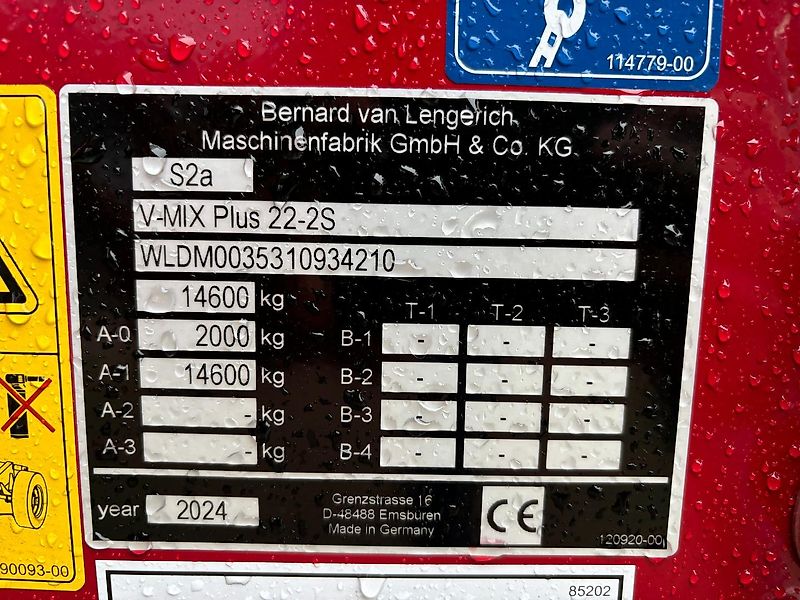 114779-00
Bernard van Lengerich
Maschinenfabrik GmbH & Co. KG
S2a
V-MIX Plus 22-2S
WLDM0035310934210
14600 kg
T-1 T-2 T-3
A-0 2000 kg B-1 - - -
A-1 14600 kg B-2 - - -
A-2 - kg B-3 - - -
A-3 - kg B-4 - - -
year 2024
Grenzstrasse 16
D-48488 Emsbüren
Made in Germany
CE
120920-00
90093-00
85202